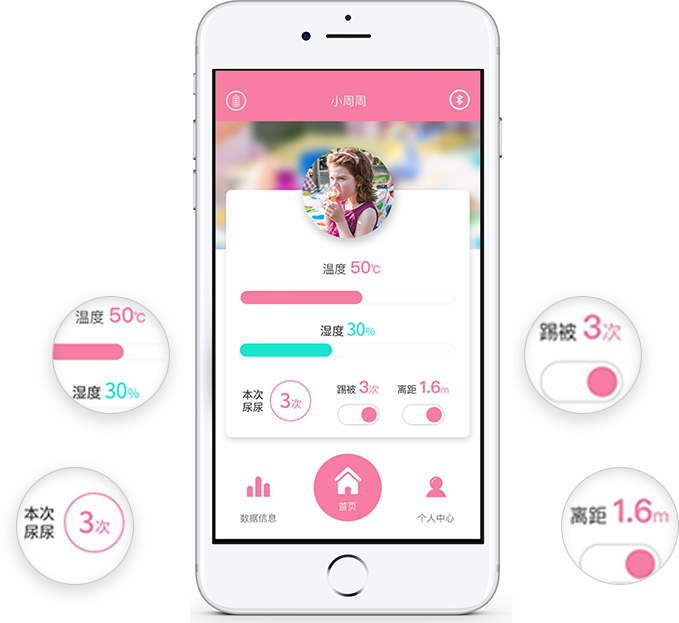 小周周
温度 50℃
湿度 30%
本次
尿尿
3次
踢被 3次
离距 1.6m
数据信息
首页
个人中心
温度 50℃
湿度 30%
踢被 3次
本次
尿尿
3次
离距 1.6m